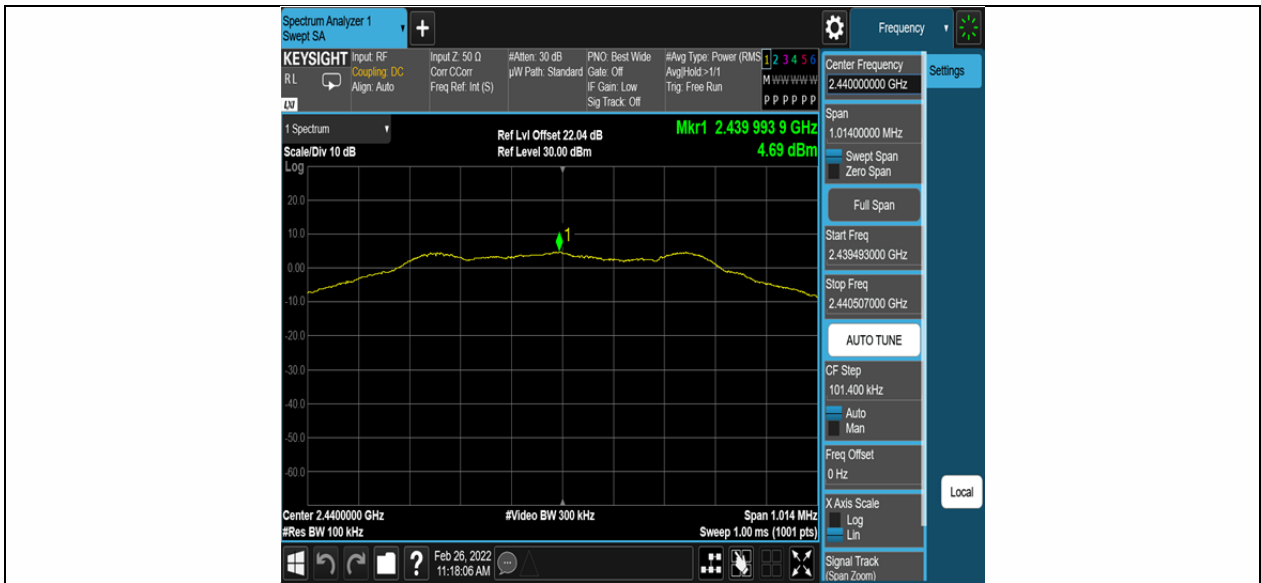 Spectrum Analyzer 1
Swept SA
+
Frequency
KEYSIGHT
RL
LXI
Input: RF
Coupling: DC
Align: Auto
Input Z: 50 Ω
Corr CCorr
Freq Ref: Int (S)
#Atten: 30 dB
µW Path: Standard
PNO: Best Wide
Gate: Off
IF Gain: Low
Sig Track: Off
#Avg Type: Power (RMS
Avg|Hold:>1/1
Trig: Free Run
1 2 3 4 5 6
M W W W W W
P P P P P P
1 Spectrum
Scale/Div 10 dB
Log
Ref Lvl Offset 22.04 dB
Ref Level 30.00 dBm
Mkr1 2.439 993 9 GHz
4.69 dBm
20.0
10.0
0.00
-10.0
-20.0
-30.0
-40.0
-50.0
-60.0
1
Center 2.4400000 GHz
#Res BW 100 kHz
#Video BW 300 kHz
Span 1.014 MHz
Sweep 1.00 ms (1001 pts)
?
Feb 26, 2022
11:18:06 AM
Center Frequency
2.440000000 GHz
Span
1.01400000 MHz
Swept Span
Zero Span
Full Span
Start Freq
2.439493000 GHz
Stop Freq
2.440507000 GHz
AUTO TUNE
CF Step
101.400 kHz
Auto
Man
Freq Offset
0 Hz
X Axis Scale
Log
Lin
Signal Track
(Span Zoom)
Settings
Local